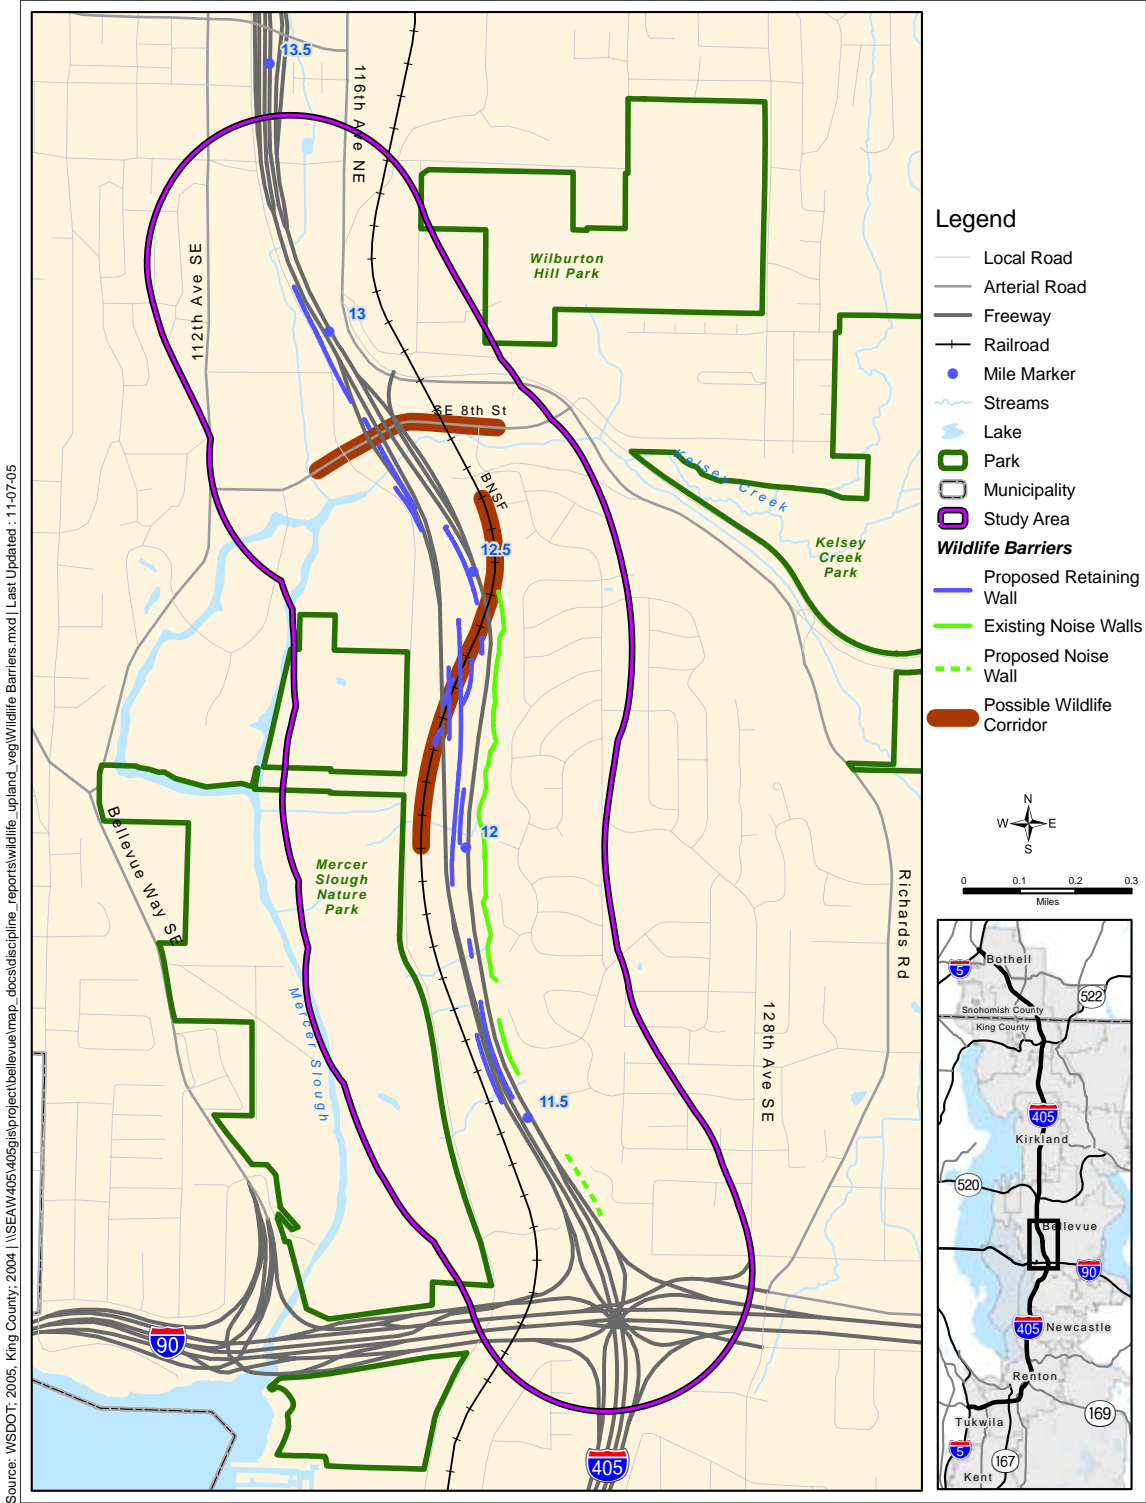 13.5
116th Ave NE
112th Ave SE
Wilburton
Hill Park
13
SE 8th St
BNSF
Kelsey Creek
12.5
Kelsey
Creek
Park
12
Bellevue Way SE
Mercer
Slough
Nature
Park
Mercer Slough
Richards Rd
128th Ave SE
11.5
90
405
Legend
Local Road
Arterial Road
Freeway
Railroad
Mile Marker
Streams
Lake
Park
Municipality
Study Area
Wildlife Barriers
Proposed Retaining
Wall
Existing Noise Walls
Proposed Noise
Wall
Possible Wildlife
Corridor
N
W E
S
0 0.1 0.2 0.3
Miles
Bothell
5
522
Snohomish County
King County
405
Kirkland
520
Bellevue
90
405
Newcastle
Renton
169
Tukwila
5
167
Kent
Source: WSDOT; 2005, King County; 2004 | \\SEAW405\405gis\project\bellevue\map_docs\discipline_reports\wildlife_upland_veg\Wildlife Barriers.mxd | Last Updated : 11-07-05